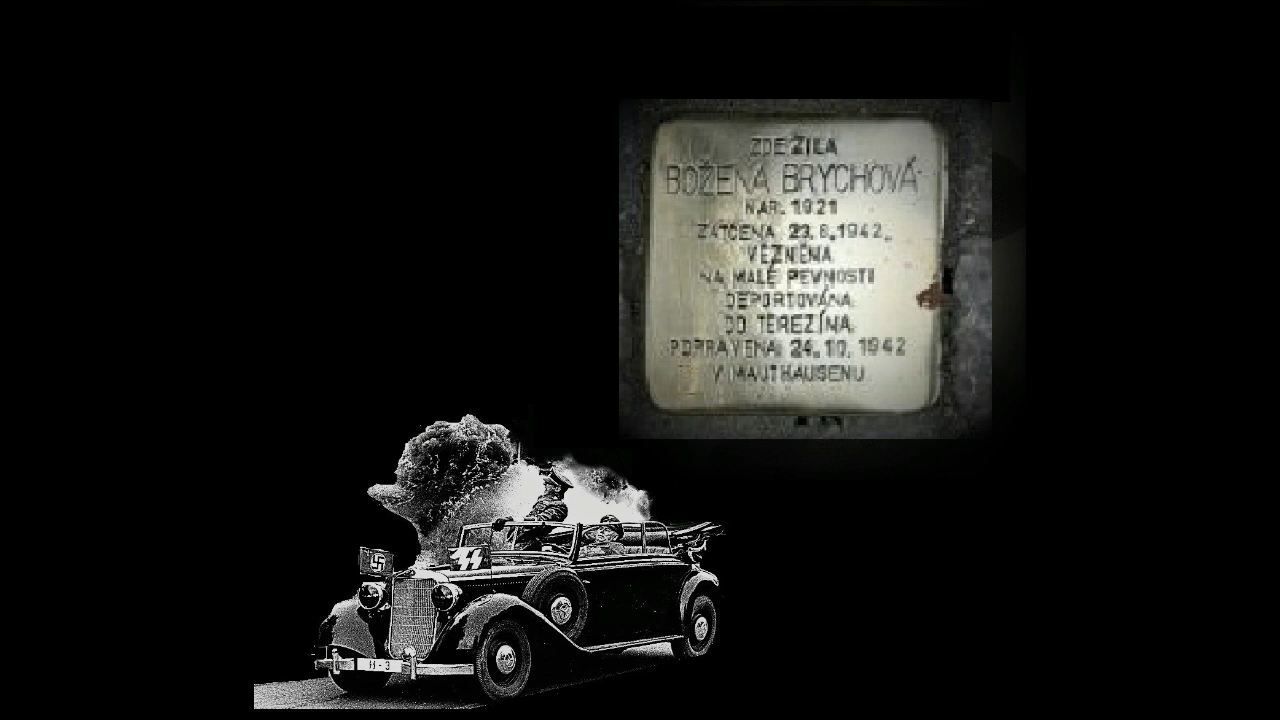 ZDE ŽILA
BOŽENA BRYCHOVÁ
NAR. 1921
ZATČENA 23.6.1942
VĚZNĚNA
NA MALÉ PEVNOSTI
DEPORTOVÁNA
DO TEREZÍNA
POPRAVENA 24.10. 1942
V MAUTHAUSENU
H-3